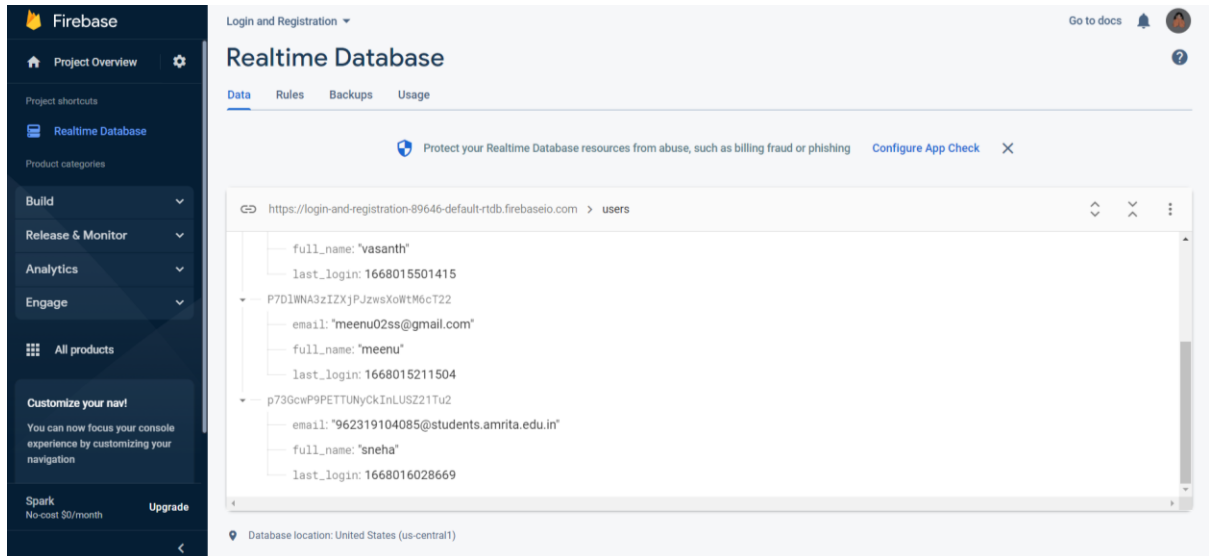 Firebase
Project Overview
Project shortcuts
Realtime Database
Product categories
Build
Release & Monitor
Analytics
Engage
All products
Customize your nav!
You can now focus your console
experience by customizing your
navigation
Spark
No-cost $0/month
Upgrade
Login and Registration
Go to docs
Realtime Database
Data Rules Backups Usage
Protect your Realtime Database resources from abuse, such as billing fraud or phishing Configure App Check
https://login-and-registration-89646-default-rtdb.firebaseio.com > users
full_name: "vasanth"
last_login: 1668015501415
P7DlWNA3zIZXjPJzwsXoWtM6cT22
email: "meenu02ss@gmail.com"
full_name: "meenu"
last_login: 1668015211504
p73GcwP9PETTUNyCkInLUSZ21Tu2
email: "962319104085@students.amrita.edu.in"
full_name: "sneha"
last_login: 1668016028669
Database location: United States (us-central1)